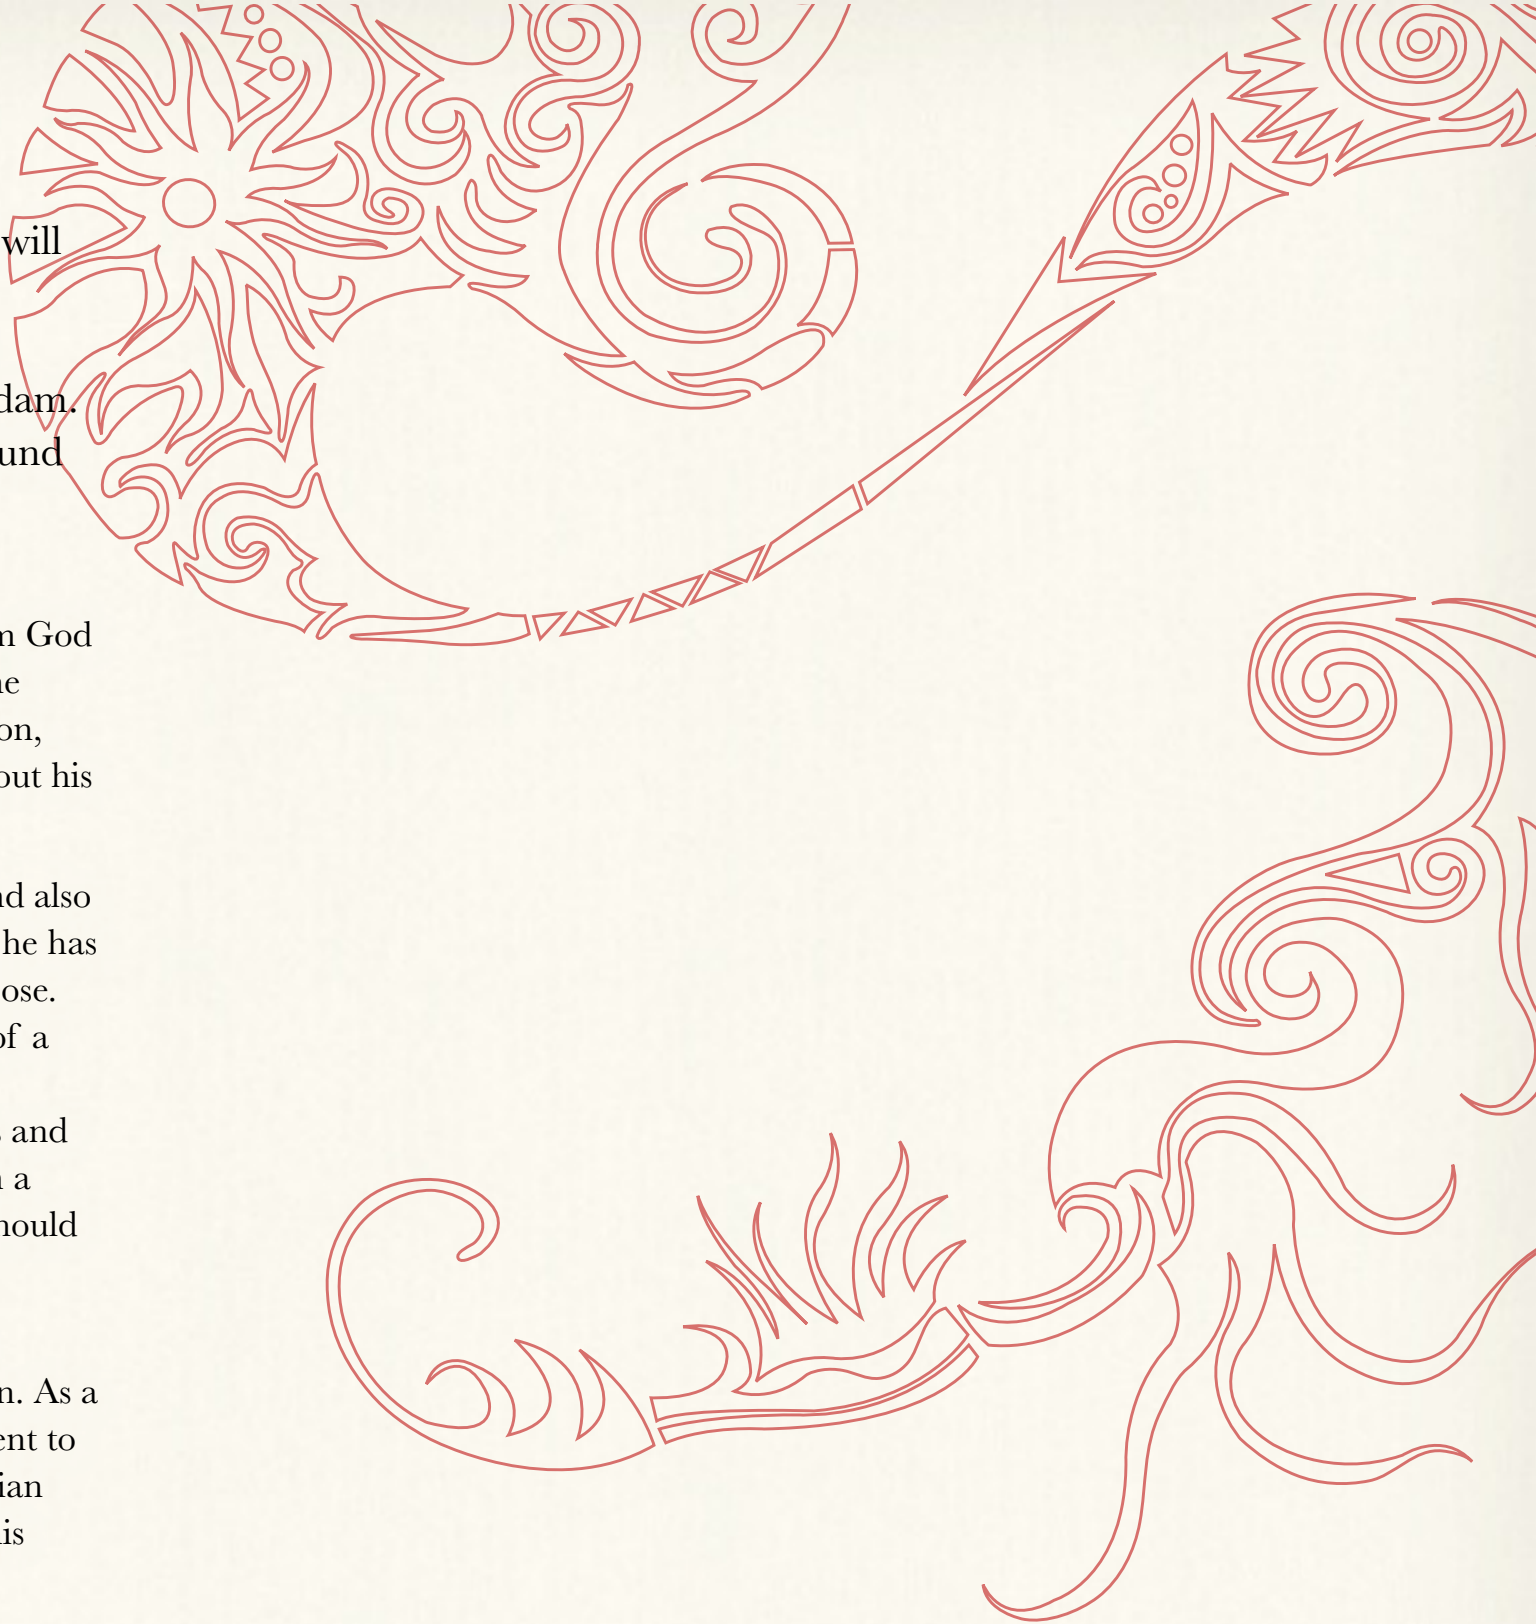 will
dam.
und
m God
ne
on,
out his
nd also
he has
ose.
of a
s and
n a
hould
n. As a
ent to
ian
his